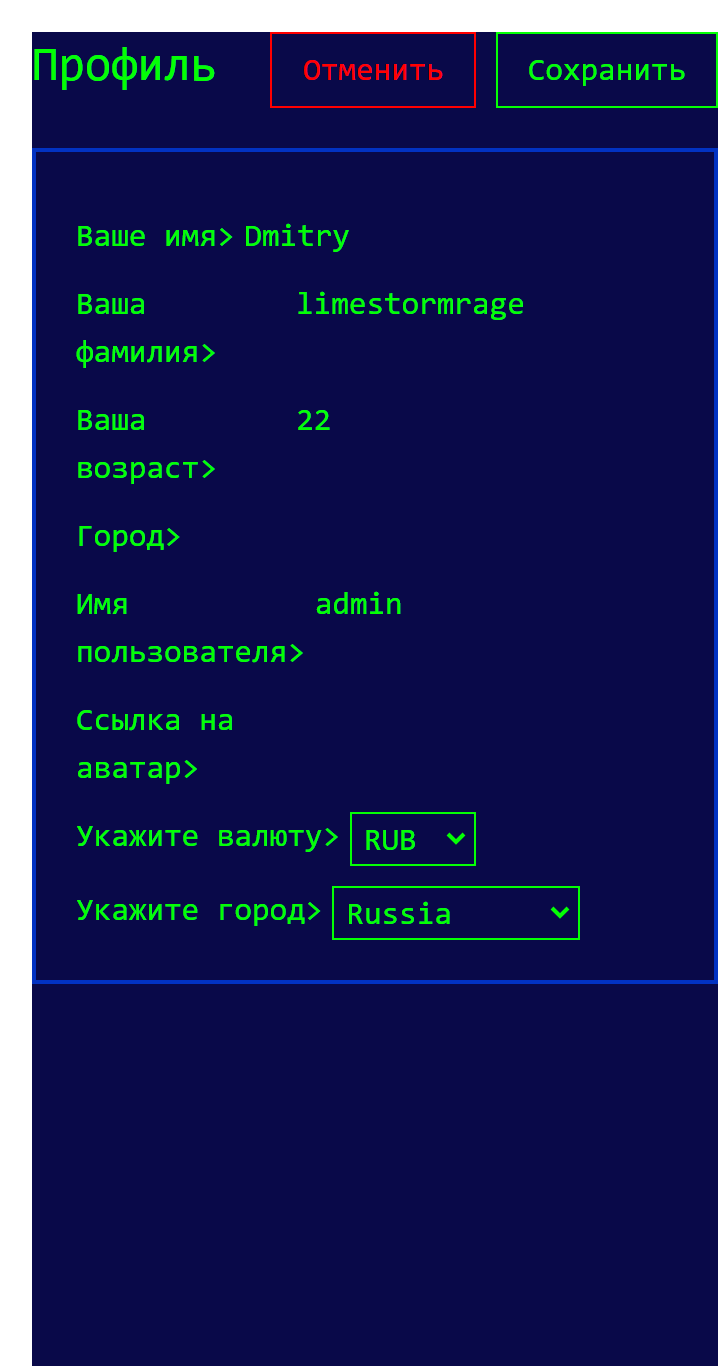 Профиль Отменить Сохранить
Ваше имя> Dmitry
Ваша limestormrage
фамилия>
Ваша 22
возраст>
Город>
Имя admin
пользователя>
Ссылка на
аватар>
Укажите валюту> RUB
Укажите город> Russia